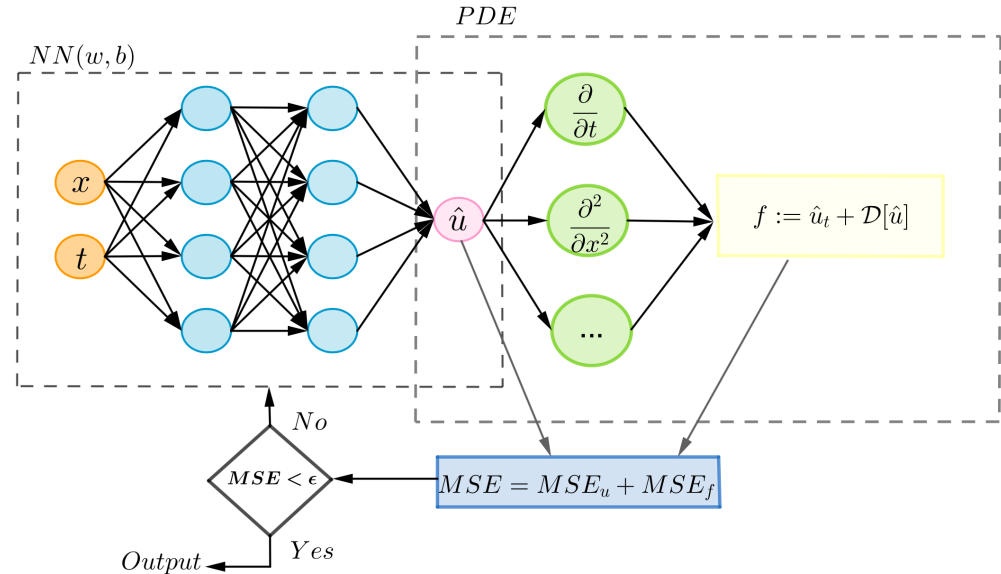 PDE
NN(w, b)
x
t
û
∂/∂t
∂²/∂x²
...
f := û_t + 𝒟[û]
MSE = MSE_u + MSE_f
MSE < ϵ
No
Yes
Output